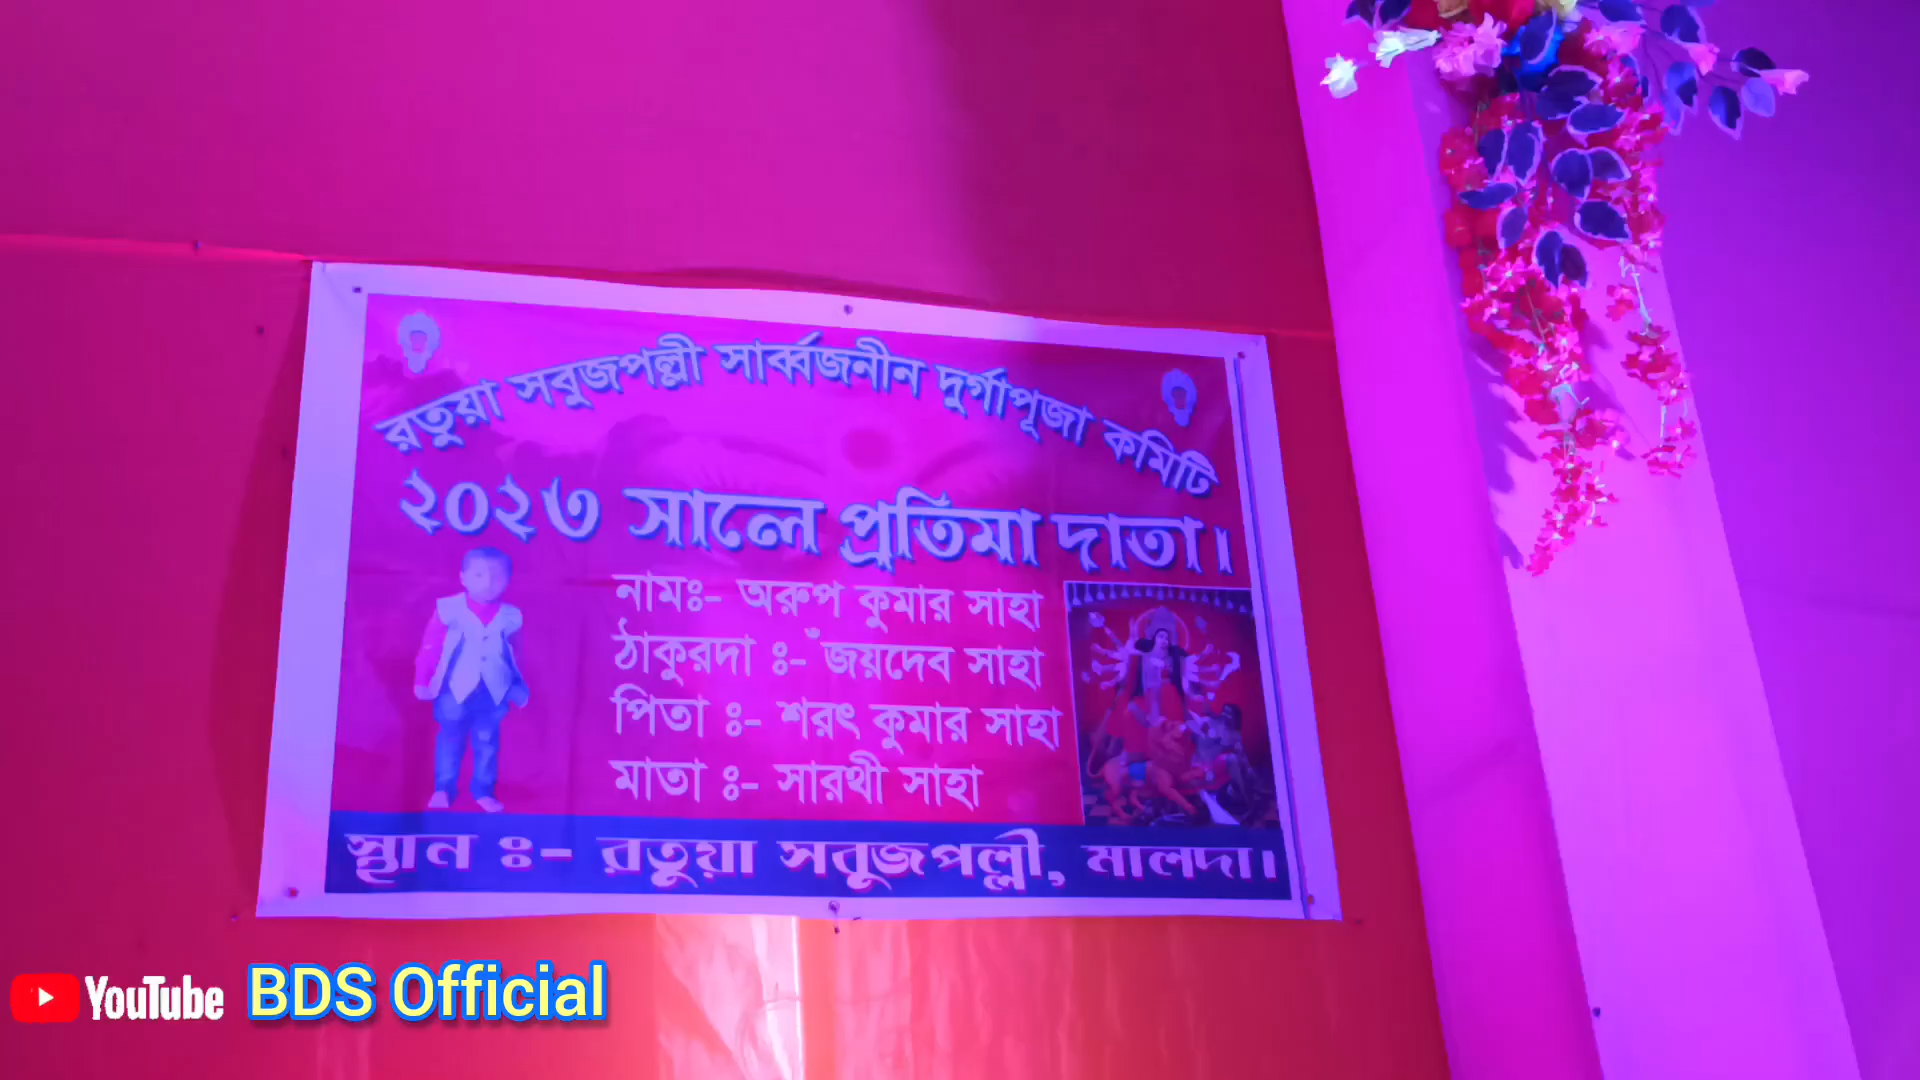 রতুয়া সবুজপল্লী সার্ব্বজনীন দুর্গাপূজা কমিটি
২০২৩ সালে প্রতিমা দাতা।
নামঃ- অরুপ কুমার সাহা
ঠাকুরদা ঃ- ঁজয়দেব সাহা
পিতা ঃ- শরৎ কুমার সাহা
মাতা ঃ- সারথী সাহা
স্থান ঃ- রতুয়া সবুজপল্লী, মালদা।
YouTube BDS Official